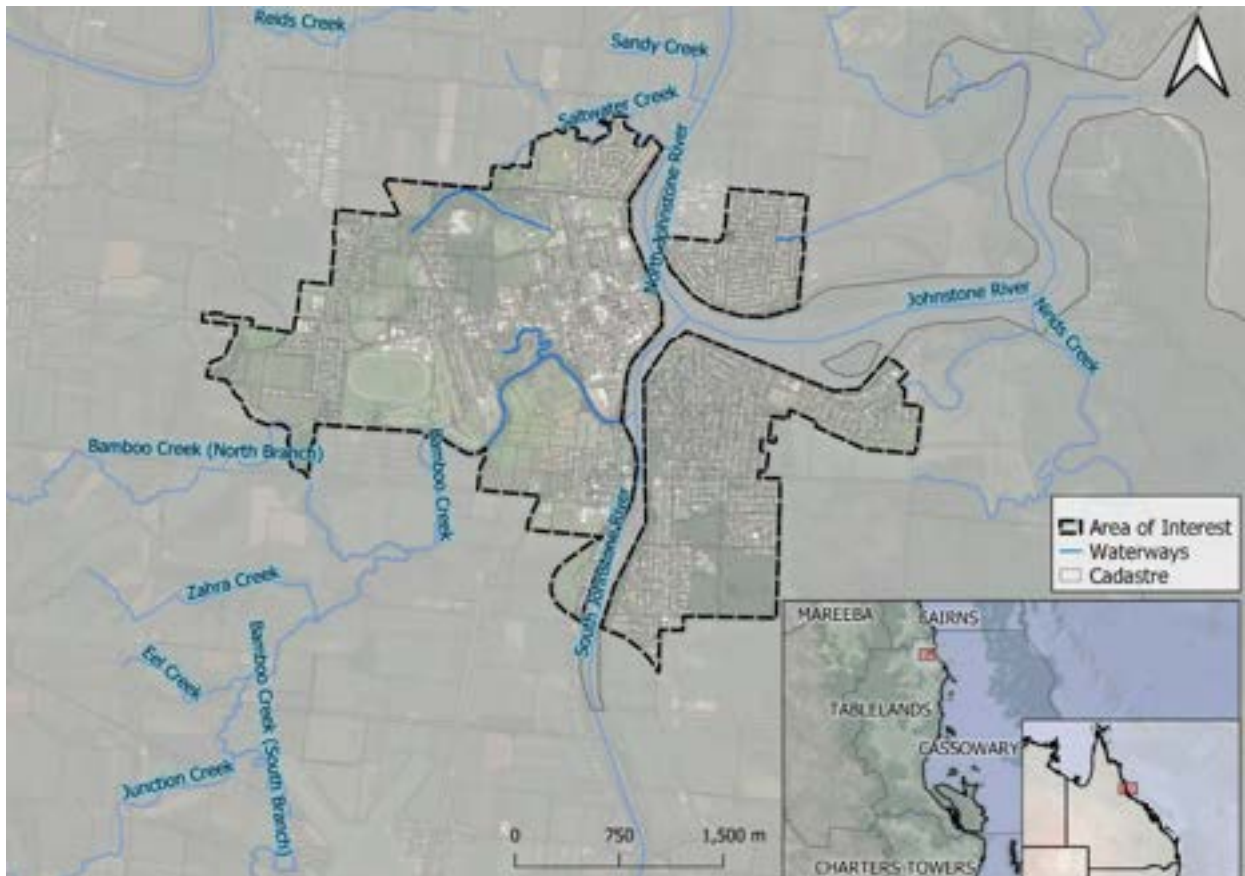 Reids Creek
Sandy Creek
Saltwater Creek
North Johnstone River
Johnstone River
Ninds Creek
Bamboo Creek (North Branch)
Bamboo Creek
South Johnstone River
Zahra Creek
Eel Creek
Bamboo Creek (South Branch)
Junction Creek
Area of Interest
Waterways
Cadastre
MAREEBA
CAIRNS
TABLELANDS
CASSOWARY
CHARTERS TOWERS
0 750 1,500 m